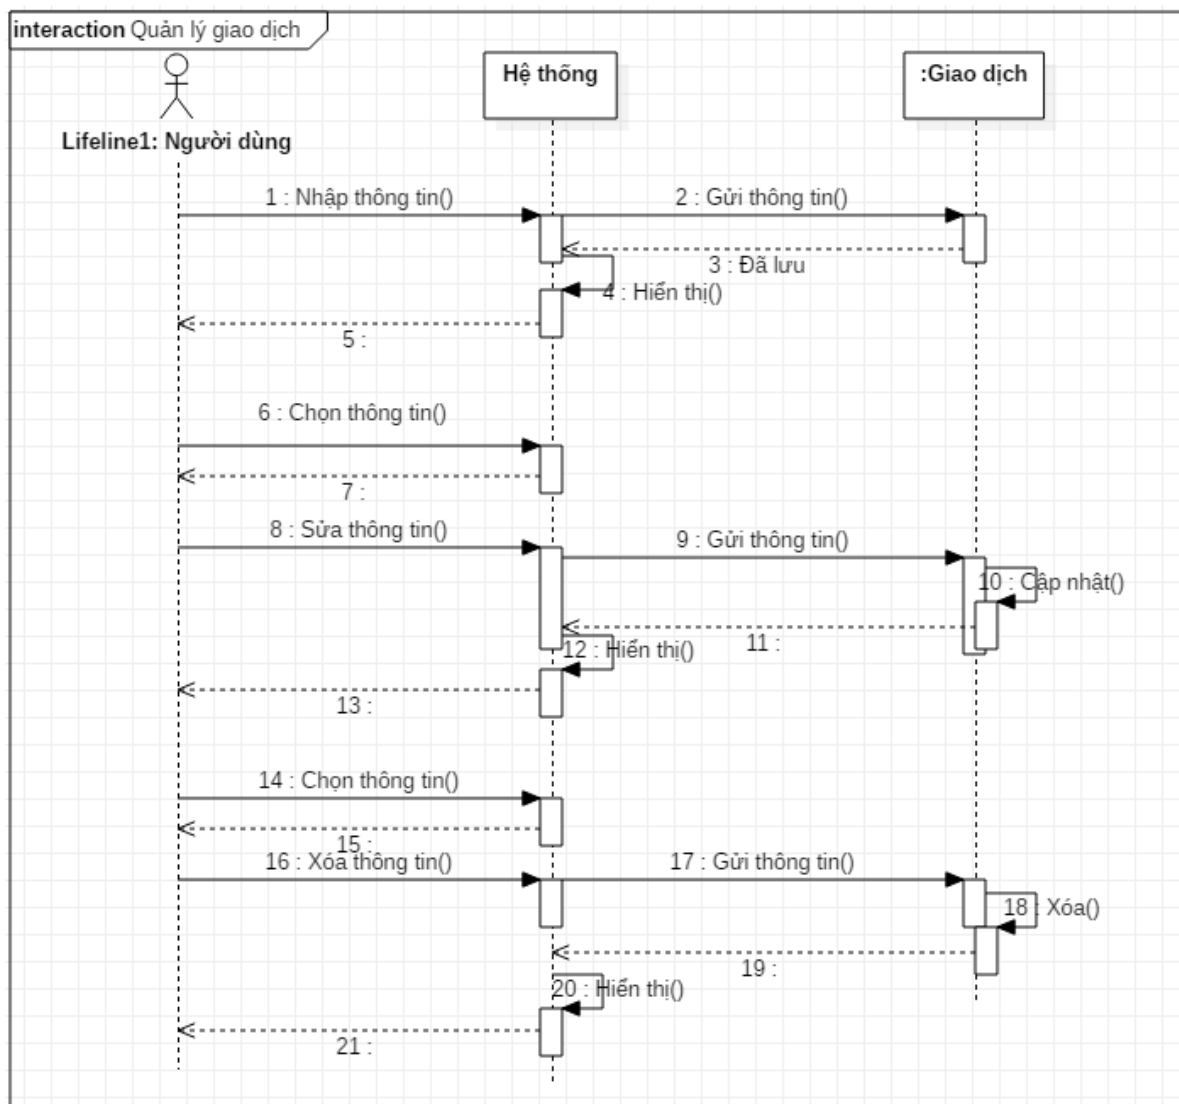 interaction Quản lý giao dịch
Hệ thống
:Giao dịch
Lifeline1: Người dùng
1 : Nhập thông tin()
2 : Gửi thông tin()
3 : Đã lưu
4 : Hiển thị()
5 :
6 : Chọn thông tin()
7 :
8 : Sửa thông tin()
9 : Gửi thông tin()
10 : Cập nhật()
11 :
12 : Hiển thị()
13 :
14 : Chọn thông tin()
15 :
16 : Xóa thông tin()
17 : Gửi thông tin()
18 : Xóa()
19 :
20 : Hiển thị()
21 :